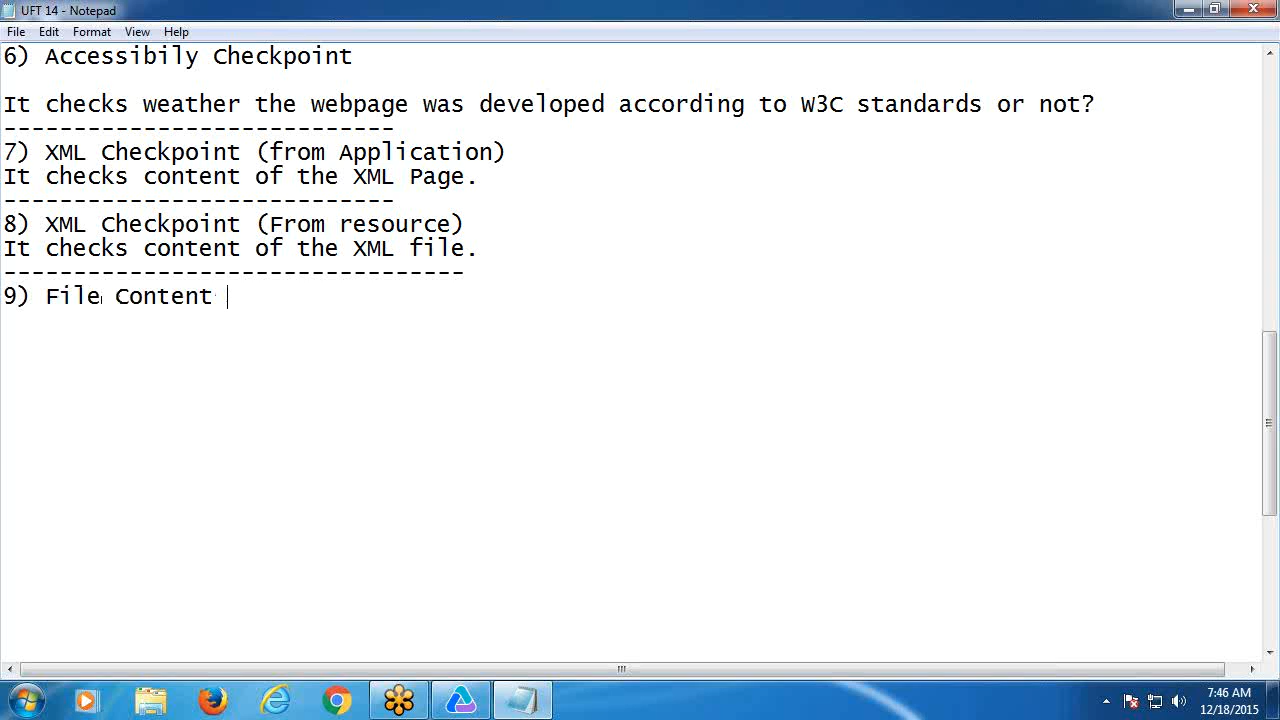 UFT 14 - Notepad
File Edit Format View Help
6) Accessibily Checkpoint
It checks weather the webpage was developed according to W3C standards or not?
----------------------------
7) XML Checkpoint (from Application)
It checks content of the XML Page.
----------------------------
8) XML Checkpoint (From resource)
It checks content of the XML file.
---------------------------------
9) File Content
7:46 AM
12/18/2015